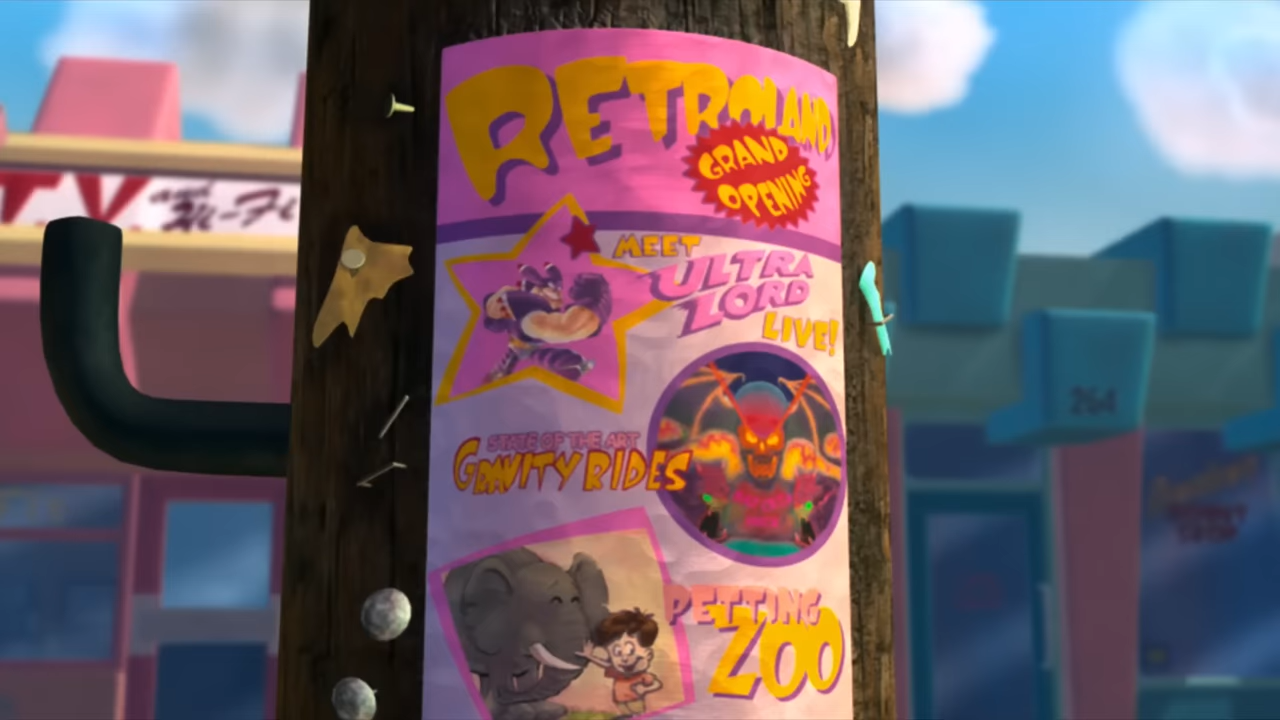 RETROLAND
GRAND
OPENING
MEET
ULTRA
LORD
LIVE!
STATE OF THE ART
GRAVITY RIDES
PETTING
ZOO
TV and Hi-Fi
264